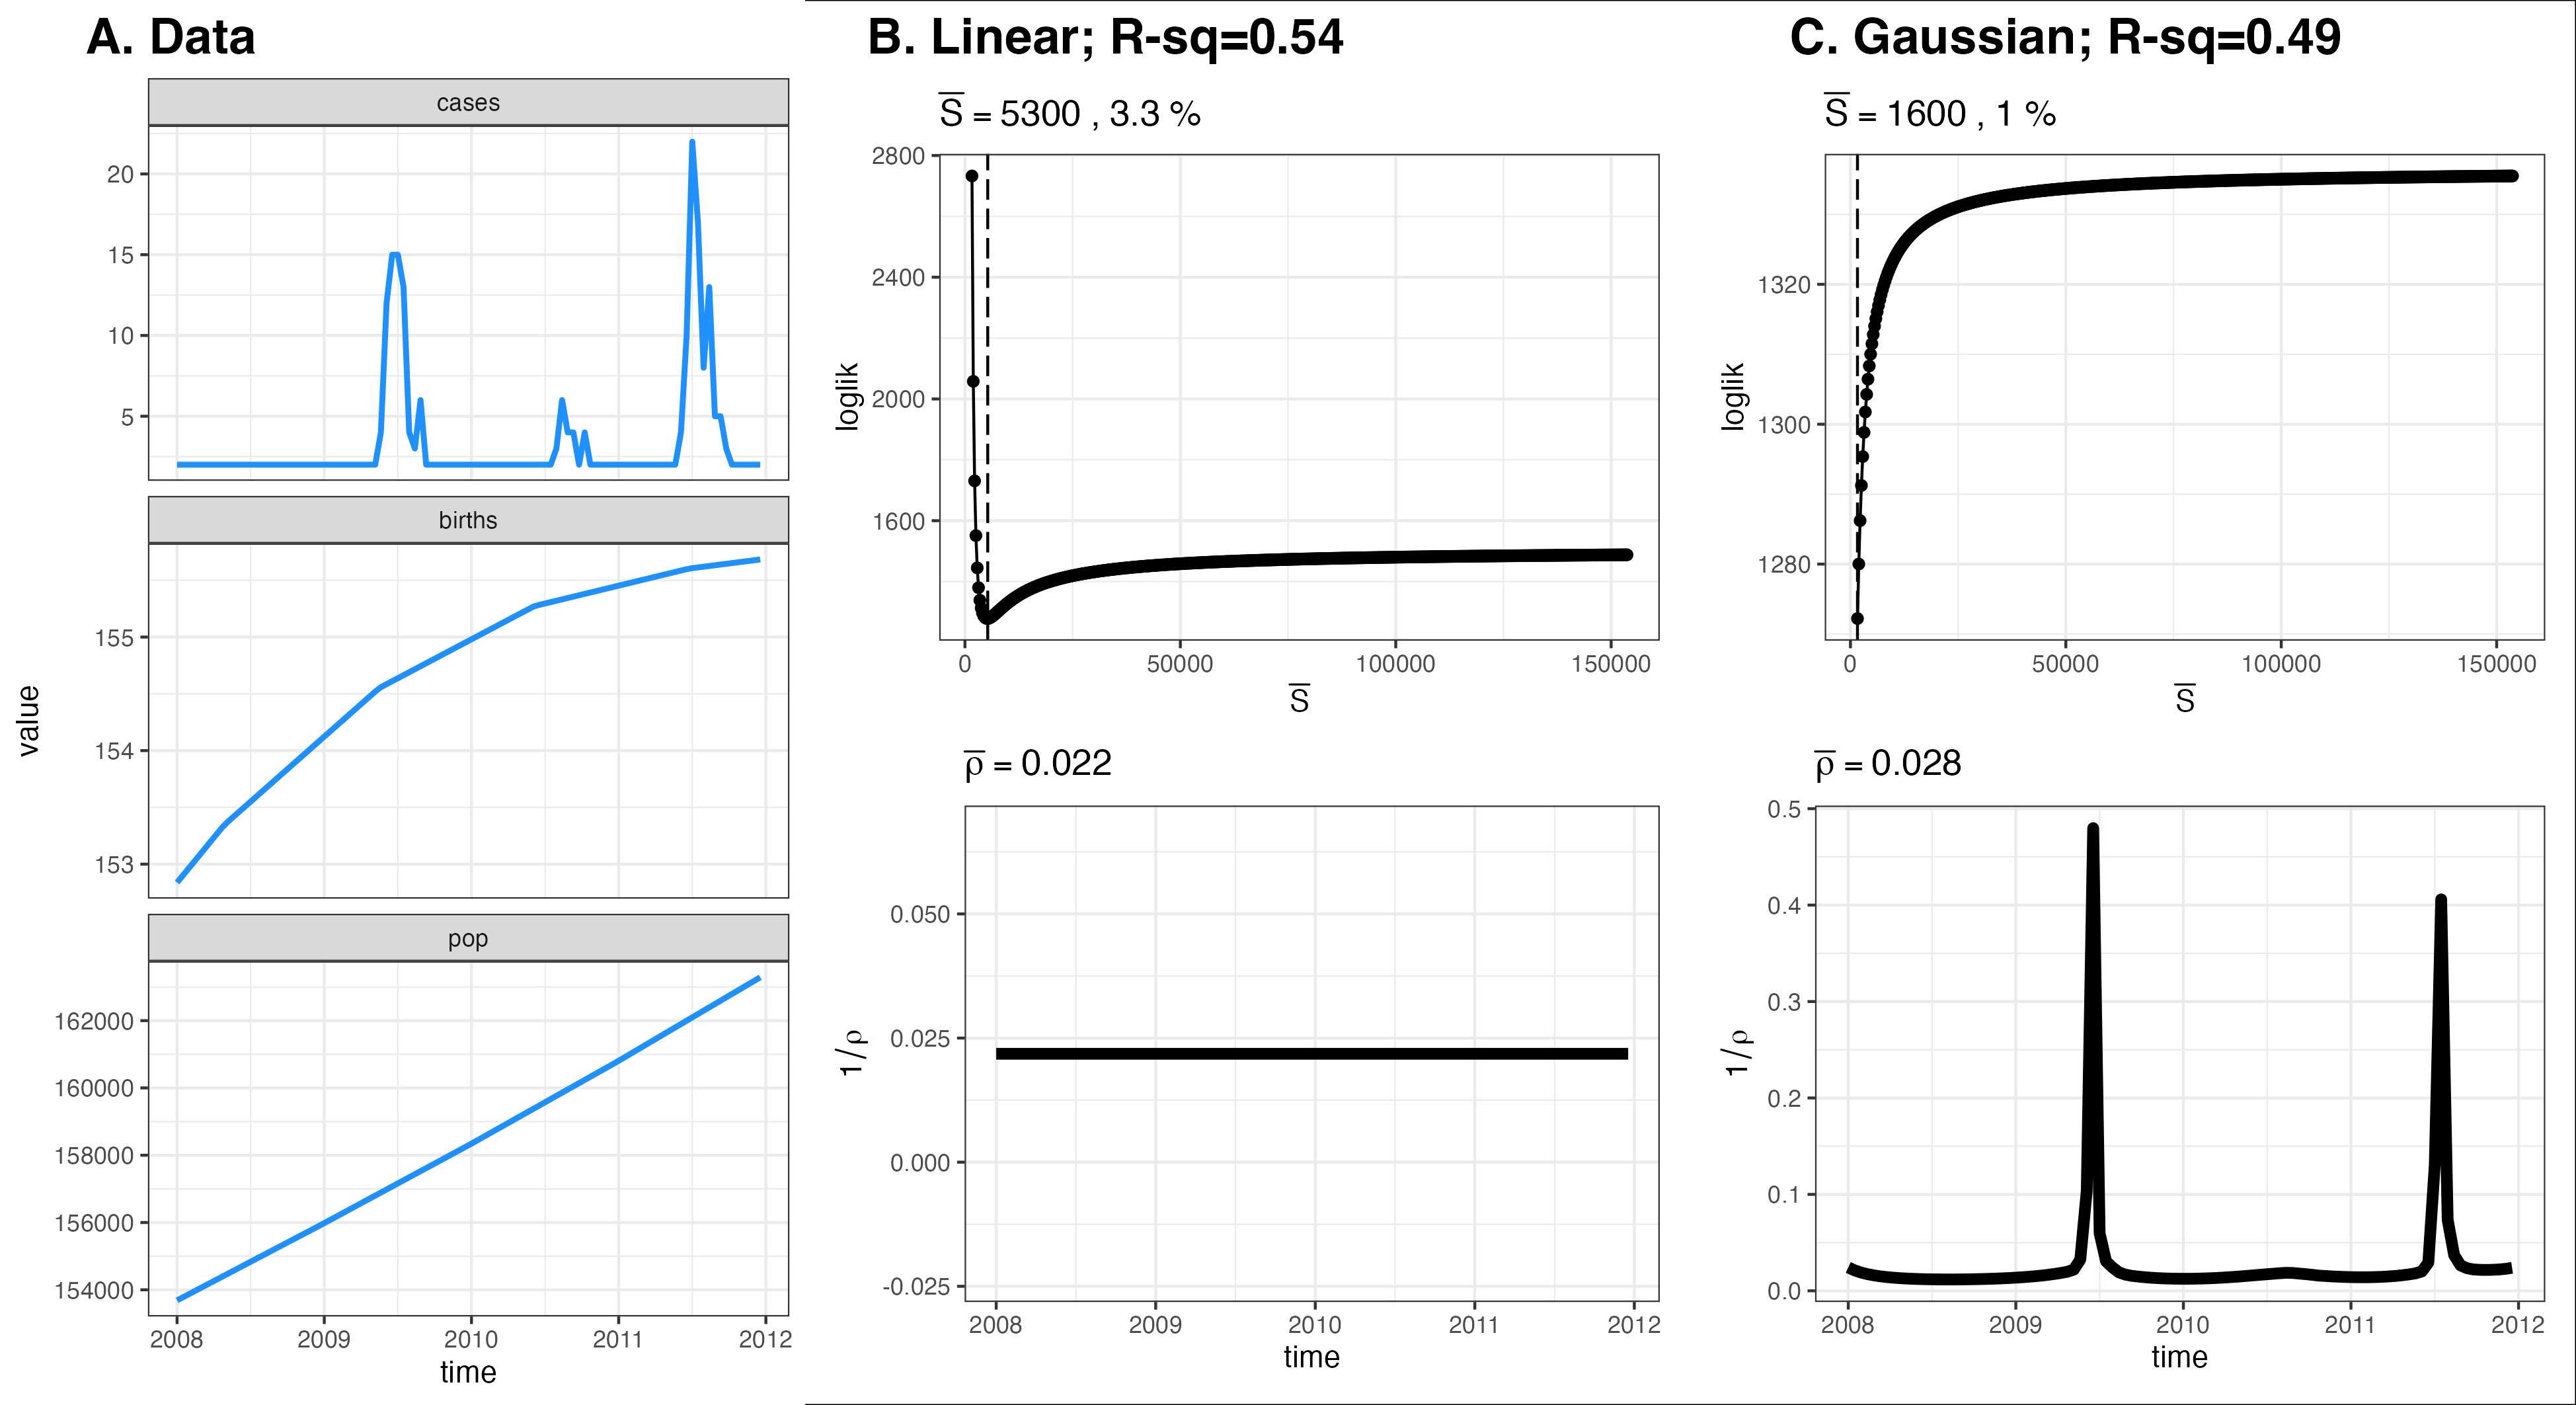 A. Data
cases
20
15
10
5
births
155
154
153
pop
162000
160000
158000
156000
154000
2008 2009 2010 2011 2012
time
value
B. Linear; R-sq=0.54
S̅ = 5300 , 3.3 %
2800
2400
2000
1600
loglik
0 50000 100000 150000
S̅
ρ̅ = 0.022
0.050
0.025
0.000
-0.025
1/ρ
2008 2009 2010 2011 2012
time
C. Gaussian; R-sq=0.49
S̅ = 1600 , 1 %
1320
1300
1280
loglik
0 50000 100000 150000
S̅
ρ̅ = 0.028
0.5
0.4
0.3
0.2
0.1
0.0
1/ρ
2008 2009 2010 2011 2012
time